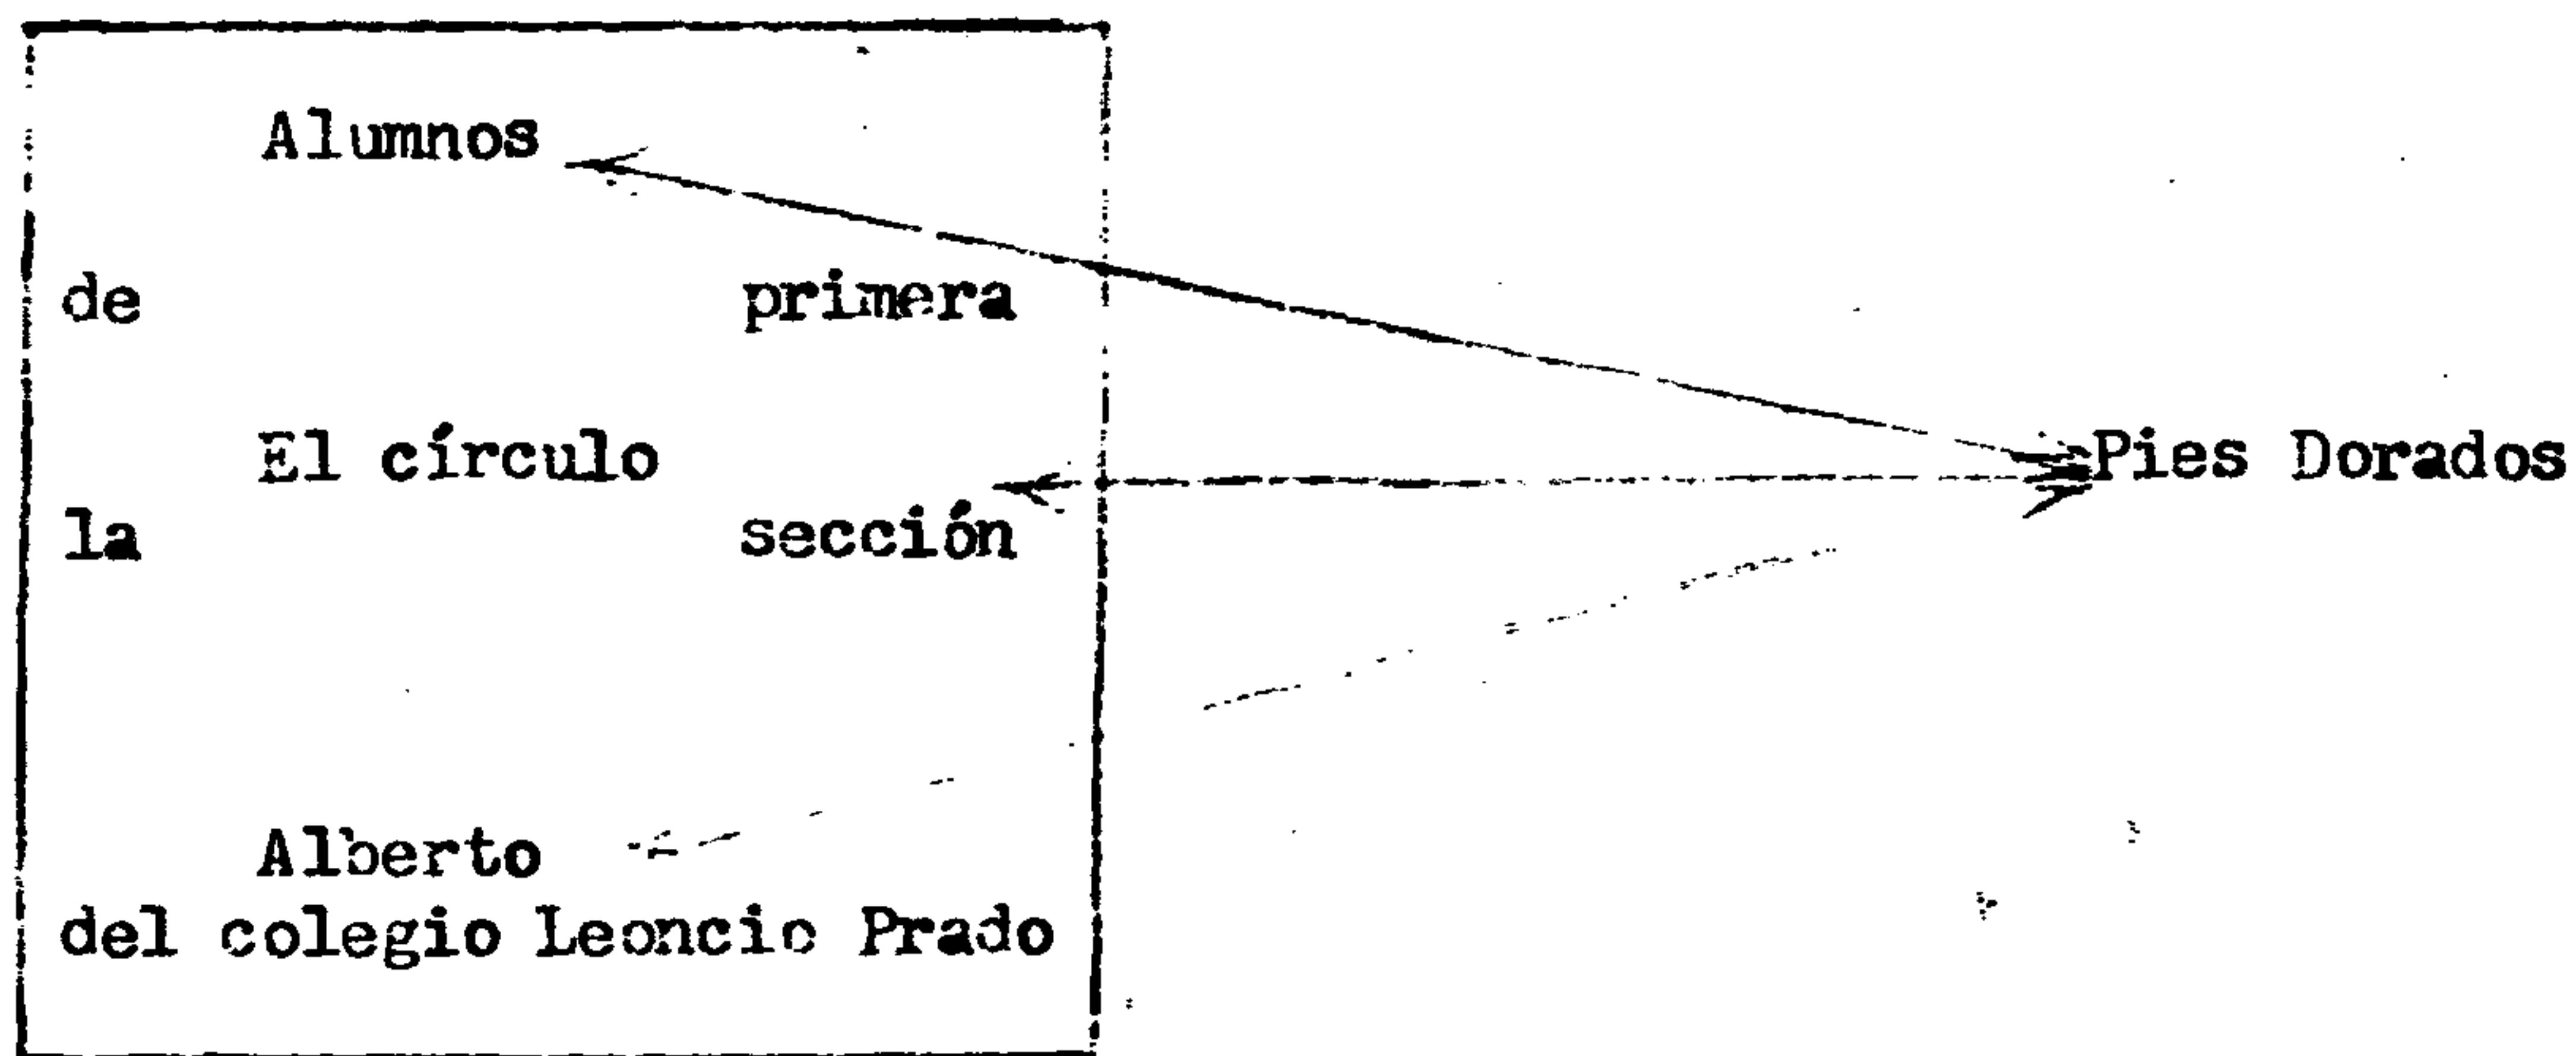 Alumnos
de primera
El círculo Pies Dorados
la sección
Alberto
del colegio Leoncio Prado